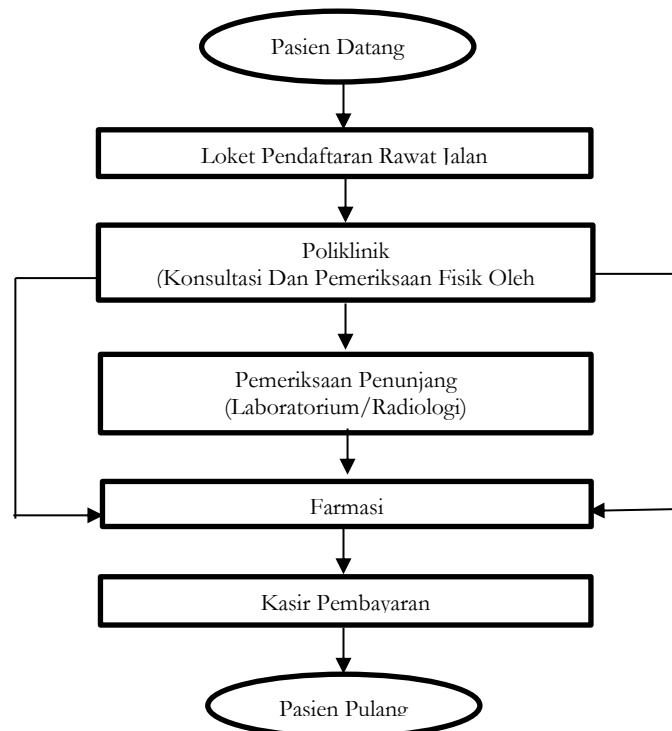 Pasien Datang
Loket Pendaftaran Rawat Jalan
Poliklinik
(Konsultasi Dan Pemeriksaan Fisik Oleh
Pemeriksaan Penunjang
(Laboratorium/Radiologi)
Farmasi
Kasir Pembayaran
Pasien Pulang